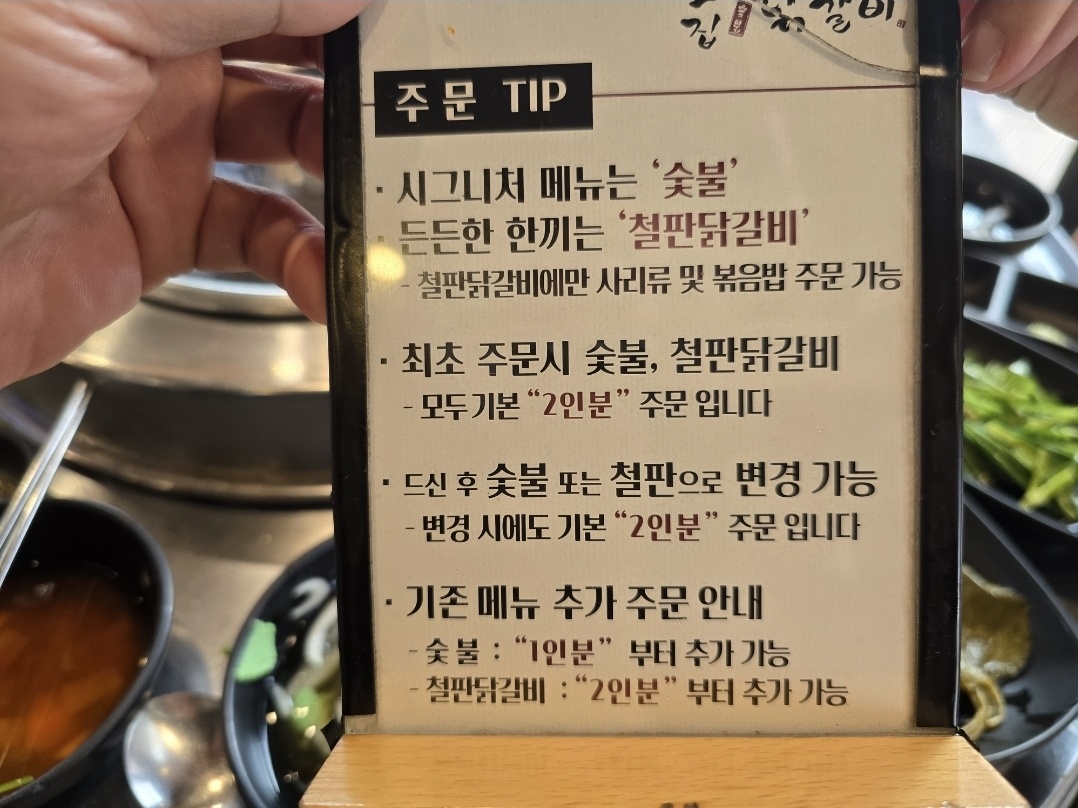 집 갈비
주문 TIP
· 시그니처 메뉴는 ‘숯불’
· 든든한 한끼는 ‘철판닭갈비’
- 철판닭갈비에만 사리류 및 볶음밥 주문 가능
· 최초 주문시 숯불, 철판닭갈비
- 모두 기본 “2인분” 주문 입니다
· 드신 후 숯불 또는 철판으로 변경 가능
- 변경 시에도 기본 “2인분” 주문 입니다
· 기존 메뉴 추가 주문 안내
- 숯불 : “1인분” 부터 추가 가능
- 철판닭갈비 : “2인분” 부터 추가 가능